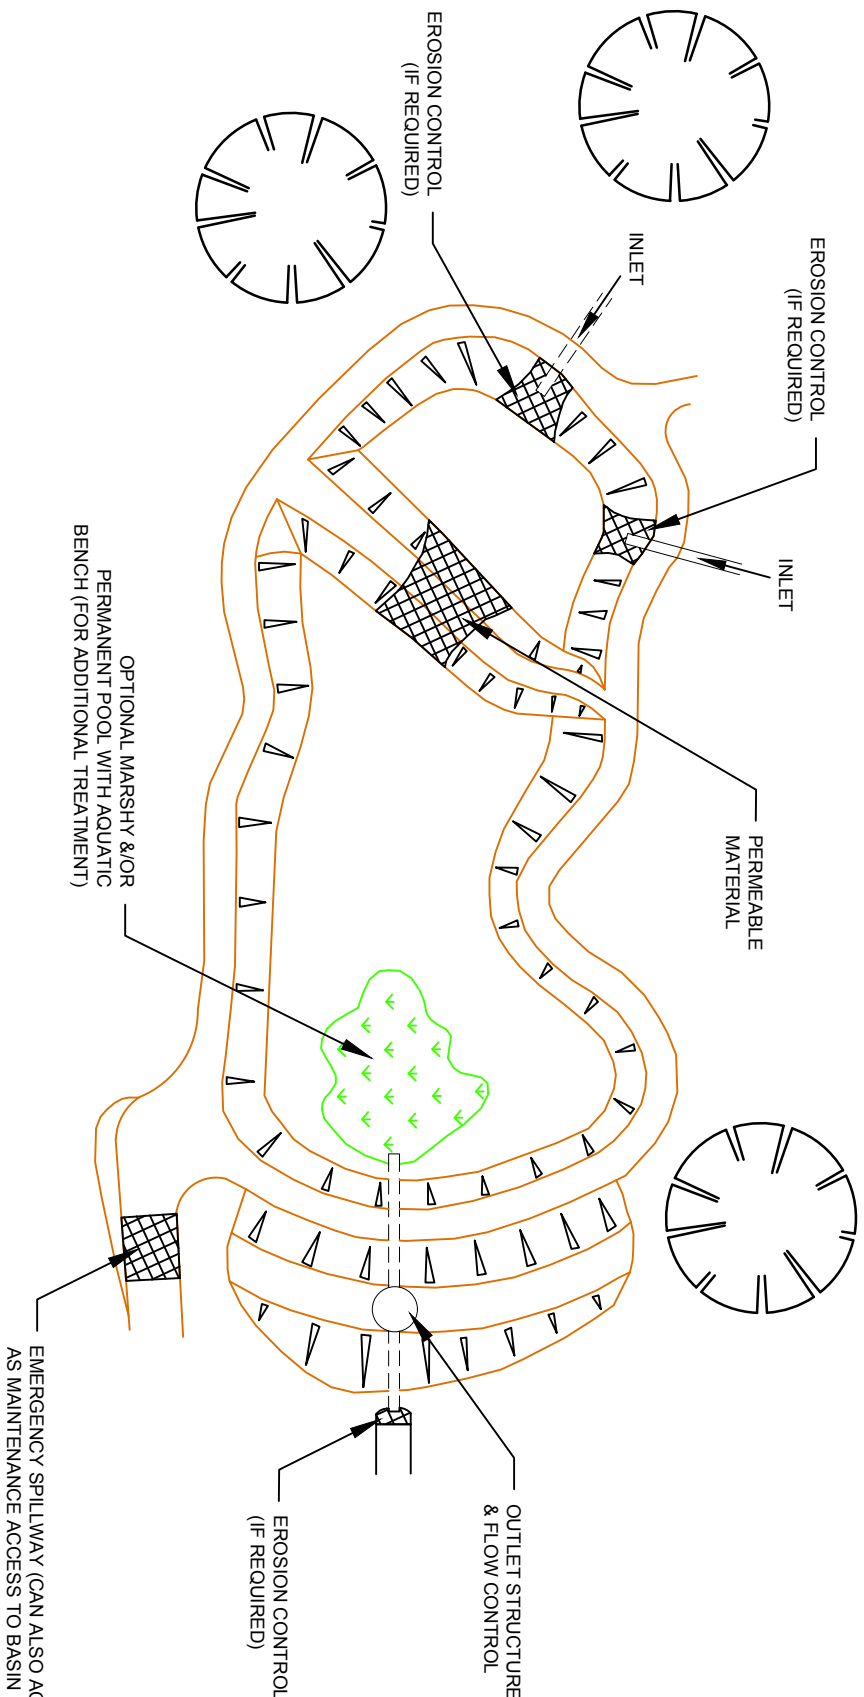 EROSION CONTROL
(IF REQUIRED)
INLET
EROSION CONTROL
(IF REQUIRED)
INLET
PERMEABLE
MATERIAL
OPTIONAL MARSHY &/OR
PERMANENT POOL WITH AQUATIC
BENCH (FOR ADDITIONAL TREATMENT)
OUTLET STRUCTURE
& FLOW CONTROL
EROSION CONTROL
(IF REQUIRED)
EMERGENCY SPILLWAY (CAN ALSO
AS MAINTENANCE ACCESS TO BASIN